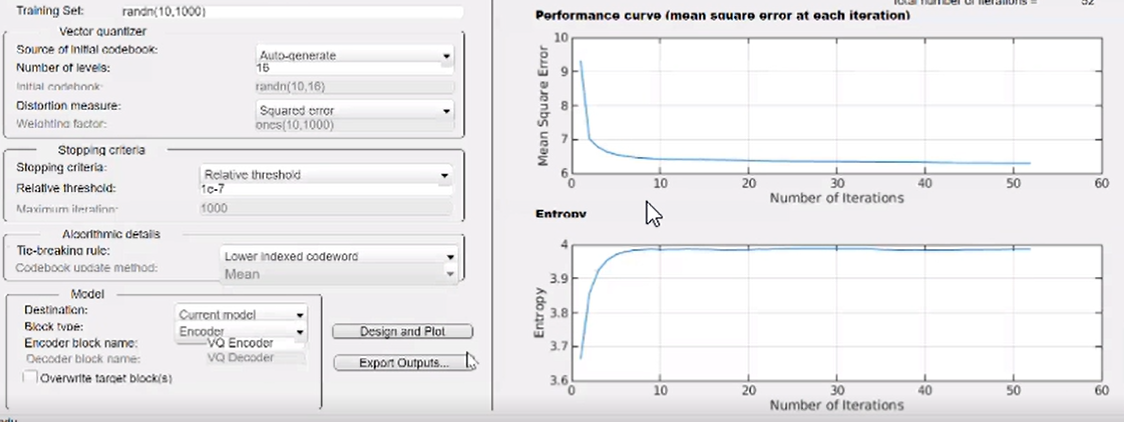 Training Set: randn(10,1000)
Vector quantizer
Source of initial codebook: Auto-generate
Number of levels: 16
Initial codebook: randn(10,16)
Distortion measure: Squared error
Weighting factor: ones(10,1000)
Stopping criteria
Stopping criteria: Relative threshold
Relative threshold: 1e-7
Maximum iteration: 1000
Algorithmic details
Tie-breaking rule: Lower indexed codeword
Codebook update method: Mean
Model
Destination: Current model
Block type: Encoder
Encoder block name: VQ Encoder
Decoder block name: VQ Decoder
Overwrite target block(s)
Design and Plot
Export Outputs...
Total number of iterations = 52
Performance curve (mean square error at each iteration)
Mean Square Error
10
9
8
7
6
0 10 20 30 40 50 60
Number of Iterations
Entropy
Entropy
4
3.9
3.8
3.7
3.6
0 10 20 30 40 50 60
Number of Iterations